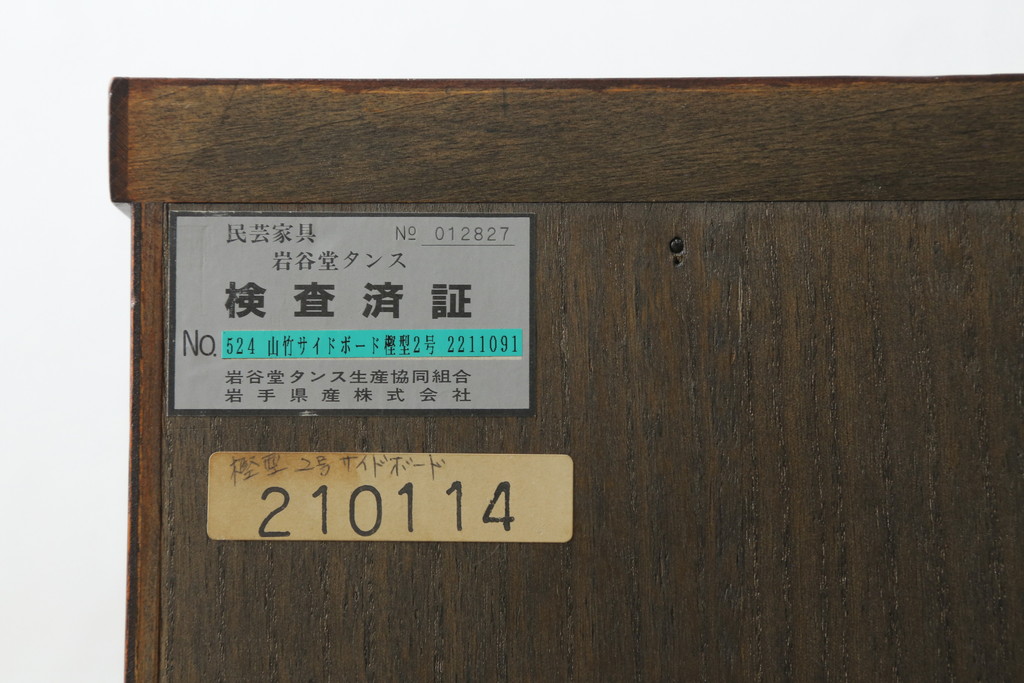 民芸家具 № 012827
岩谷堂タンス
検査済証
No. 524 山竹サイドボード樫型2号 2211091
岩谷堂タンス生産協同組合
岩手県産株式会社
樫型 2号 サイドボード
210114